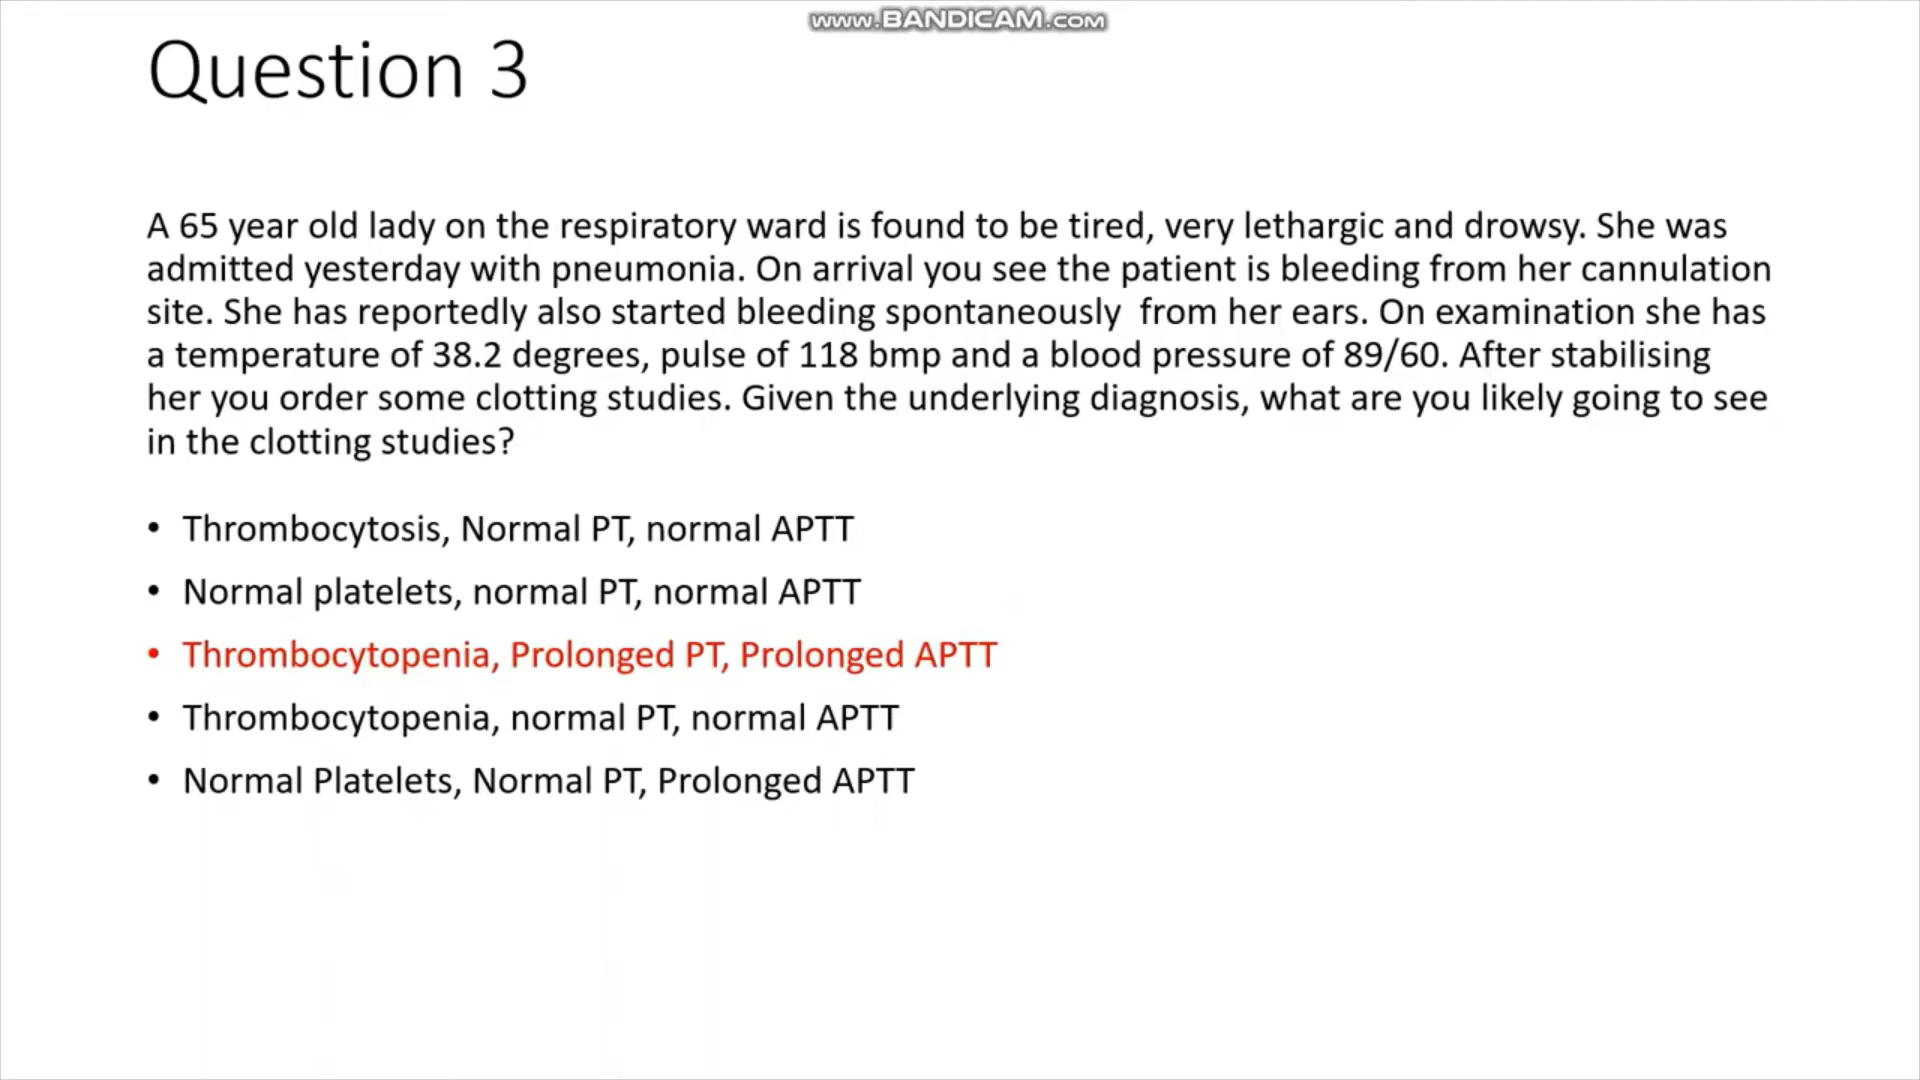 www.BANDICAM.com
Question 3
A 65 year old lady on the respiratory ward is found to be tired, very lethargic and drowsy. She was
admitted yesterday with pneumonia. On arrival you see the patient is bleeding from her cannulation
site. She has reportedly also started bleeding spontaneously  from her ears. On examination she has
a temperature of 38.2 degrees, pulse of 118 bmp and a blood pressure of 89/60. After stabilising
her you order some clotting studies. Given the underlying diagnosis, what are you likely going to see
in the clotting studies?
• Thrombocytosis, Normal PT, normal APTT
• Normal platelets, normal PT, normal APTT
• Thrombocytopenia, Prolonged PT, Prolonged APTT
• Thrombocytopenia, normal PT, normal APTT
• Normal Platelets, Normal PT, Prolonged APTT